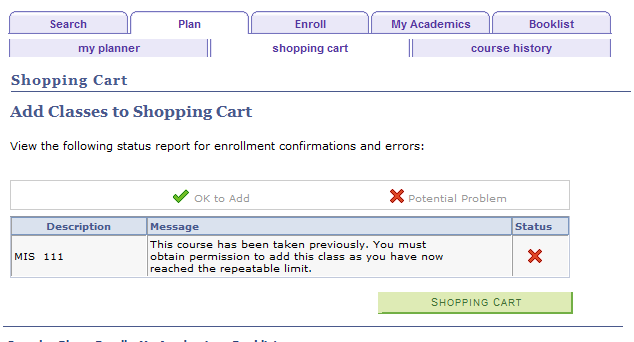 Search Plan Enroll My Academics Booklist
my planner shopping cart course history
Shopping Cart
Add Classes to Shopping Cart
View the following status report for enrollment confirmations and errors:
OK to Add Potential Problem
Description Message Status
This course has been taken previously. You must
MIS 111 obtain permission to add this class as you have now
reached the repeatable limit.
SHOPPING CART